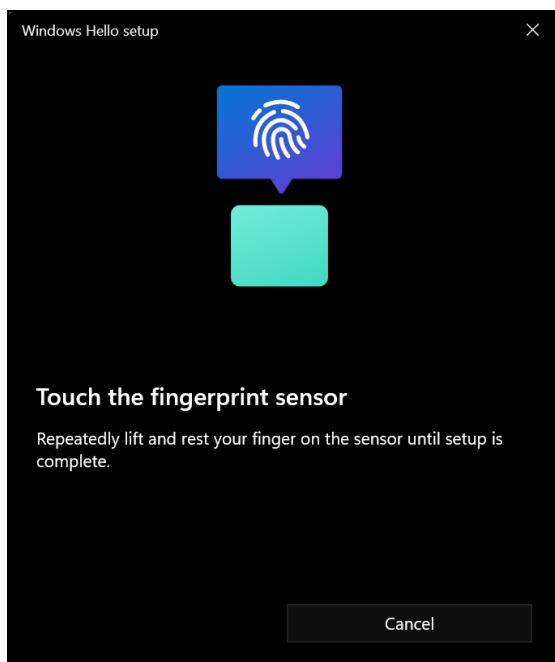 Windows Hello setup
Touch the fingerprint sensor
Repeatedly lift and rest your finger on the sensor until setup is
complete.
Cancel